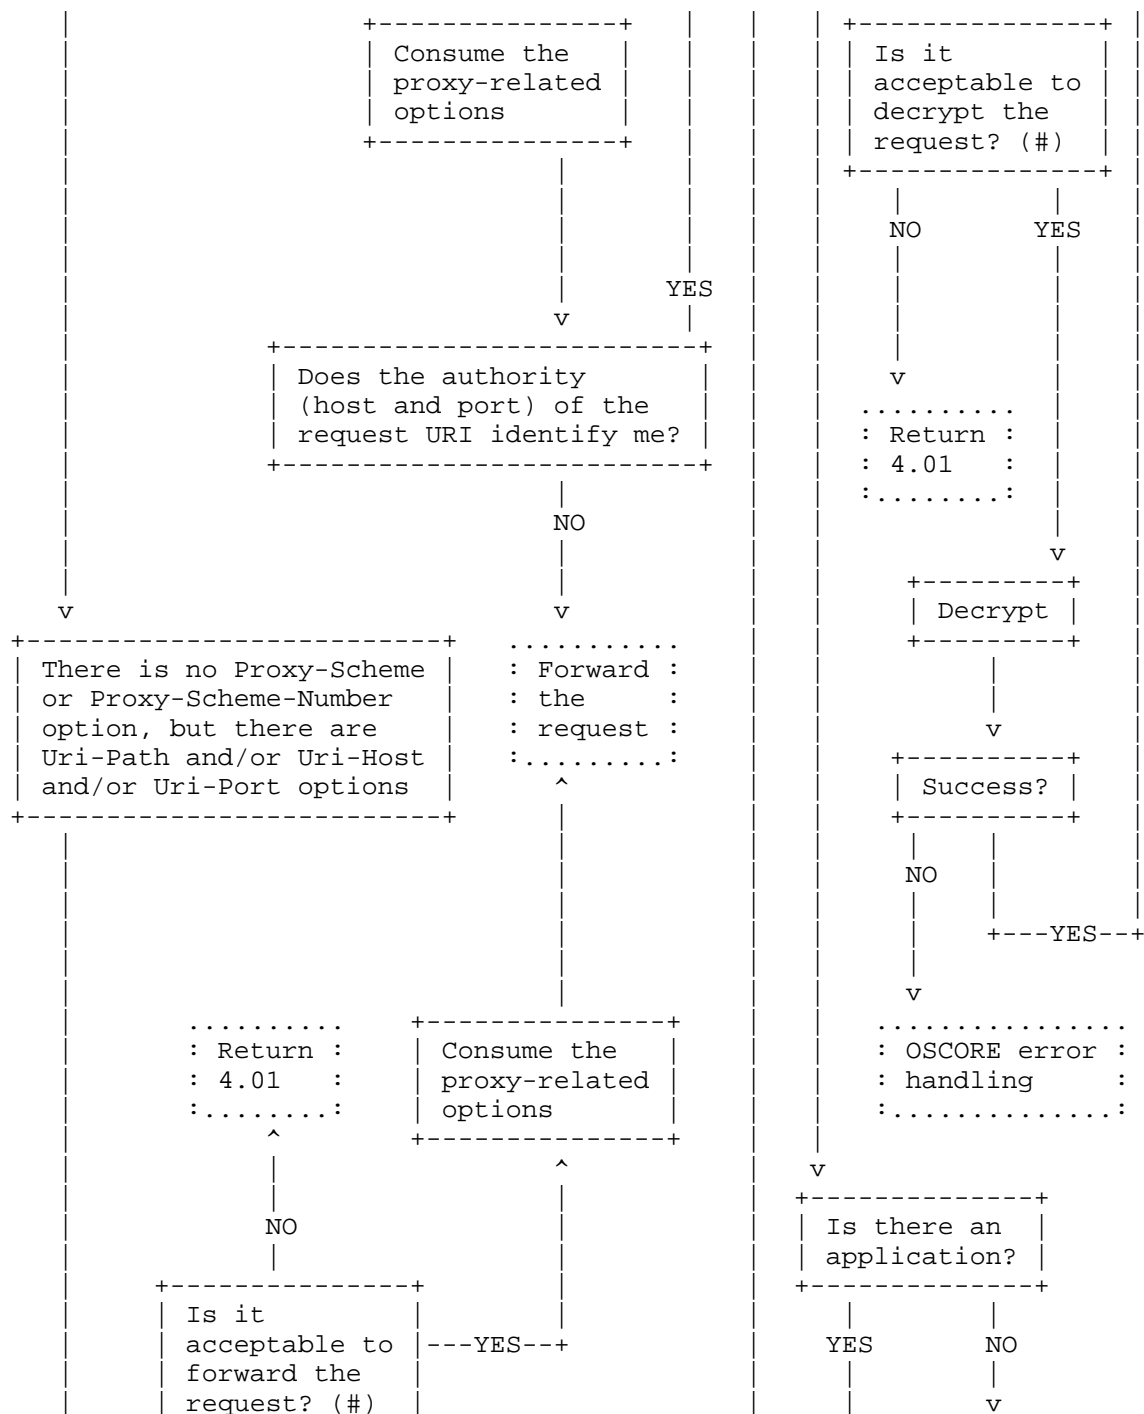 Consume the
proxy-related
options
Is it
acceptable to
decrypt the
request? (#)
NO
YES
YES
Does the authority
(host and port) of the
request URI identify me?
Return
4.01
NO
Decrypt
There is no Proxy-Scheme
or Proxy-Scheme-Number
option, but there are
Uri-Path and/or Uri-Host
and/or Uri-Port options
Forward
the
request
Success?
NO
YES
Return
4.01
Consume the
proxy-related
options
OSCORE error
handling
NO
Is there an
application?
Is it
acceptable to
forward the
request? (#)
YES
YES
NO